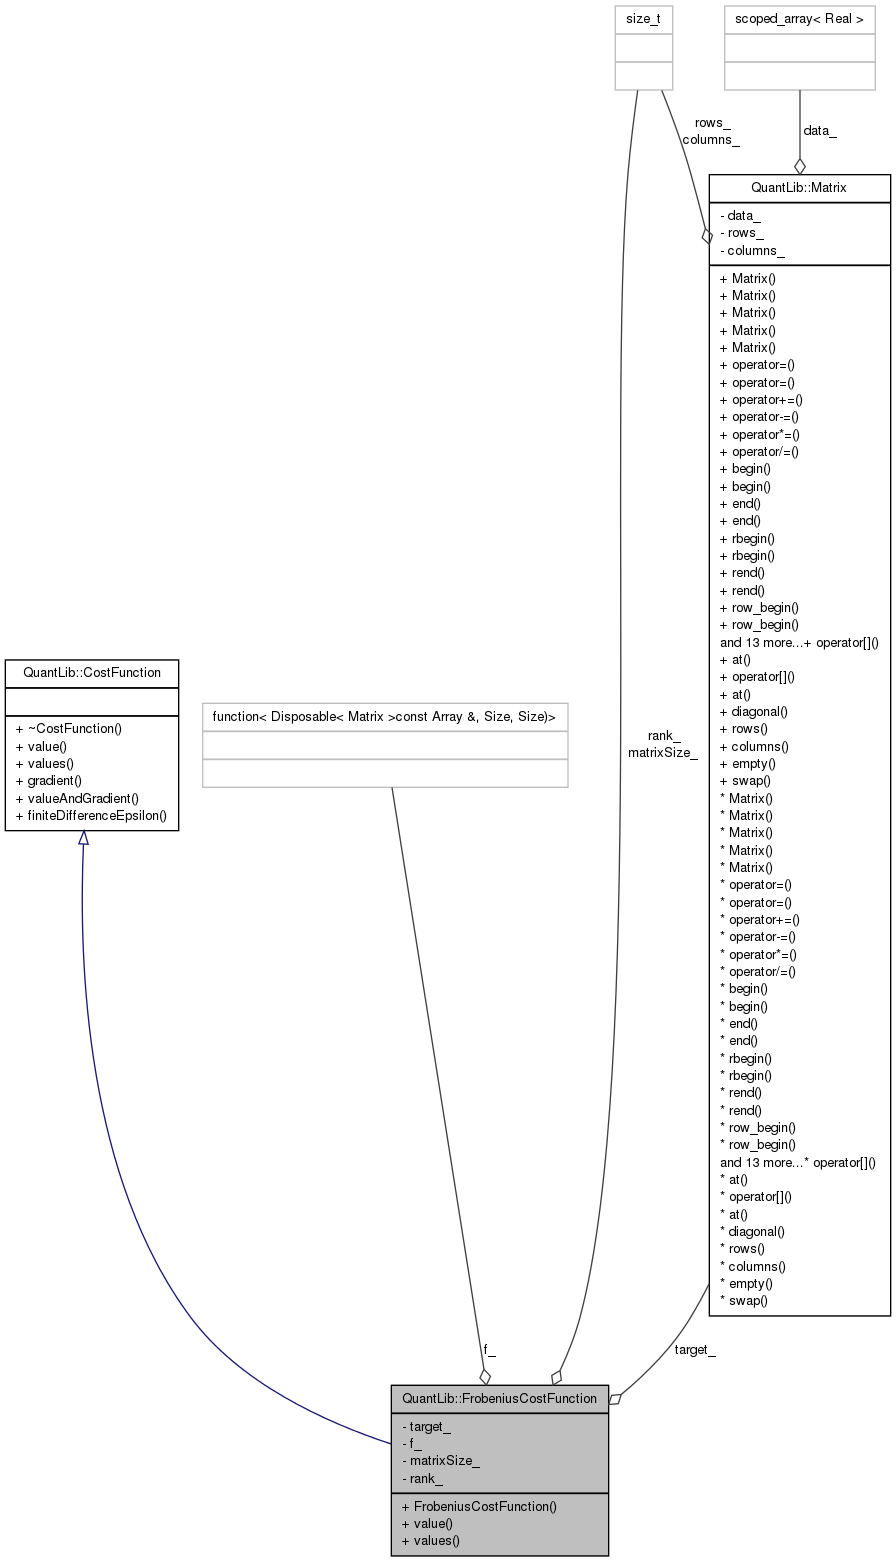 size_t
scoped_array< Real >
rows_
columns_
data_
QuantLib::Matrix
- data_
- rows_
- columns_
+ Matrix()
+ Matrix()
+ Matrix()
+ Matrix()
+ Matrix()
+ operator=()
+ operator=()
+ operator+=()
+ operator-=()
+ operator*=()
+ operator/=()
+ begin()
+ begin()
+ end()
+ end()
+ rbegin()
+ rbegin()
+ rend()
+ rend()
+ row_begin()
+ row_begin()
and 13 more...+ operator[]()
+ at()
+ operator[]()
+ at()
+ diagonal()
+ rows()
+ columns()
+ empty()
+ swap()
* Matrix()
* Matrix()
* Matrix()
* Matrix()
* Matrix()
* operator=()
* operator=()
* operator+=()
* operator-=()
* operator*=()
* operator/=()
* begin()
* begin()
* end()
* end()
* rbegin()
* rbegin()
* rend()
* rend()
* row_begin()
* row_begin()
and 13 more...* operator[]()
* at()
* operator[]()
* at()
* diagonal()
* rows()
* columns()
* empty()
* swap()
QuantLib::CostFunction
+ ~CostFunction()
+ value()
+ values()
+ gradient()
+ valueAndGradient()
+ finiteDifferenceEpsilon()
function< Disposable< Matrix >const Array &, Size, Size)>
rank_
matrixSize_
f_
target_
QuantLib::FrobeniusCostFunction
- target_
- f_
- matrixSize_
- rank_
+ FrobeniusCostFunction()
+ value()
+ values()